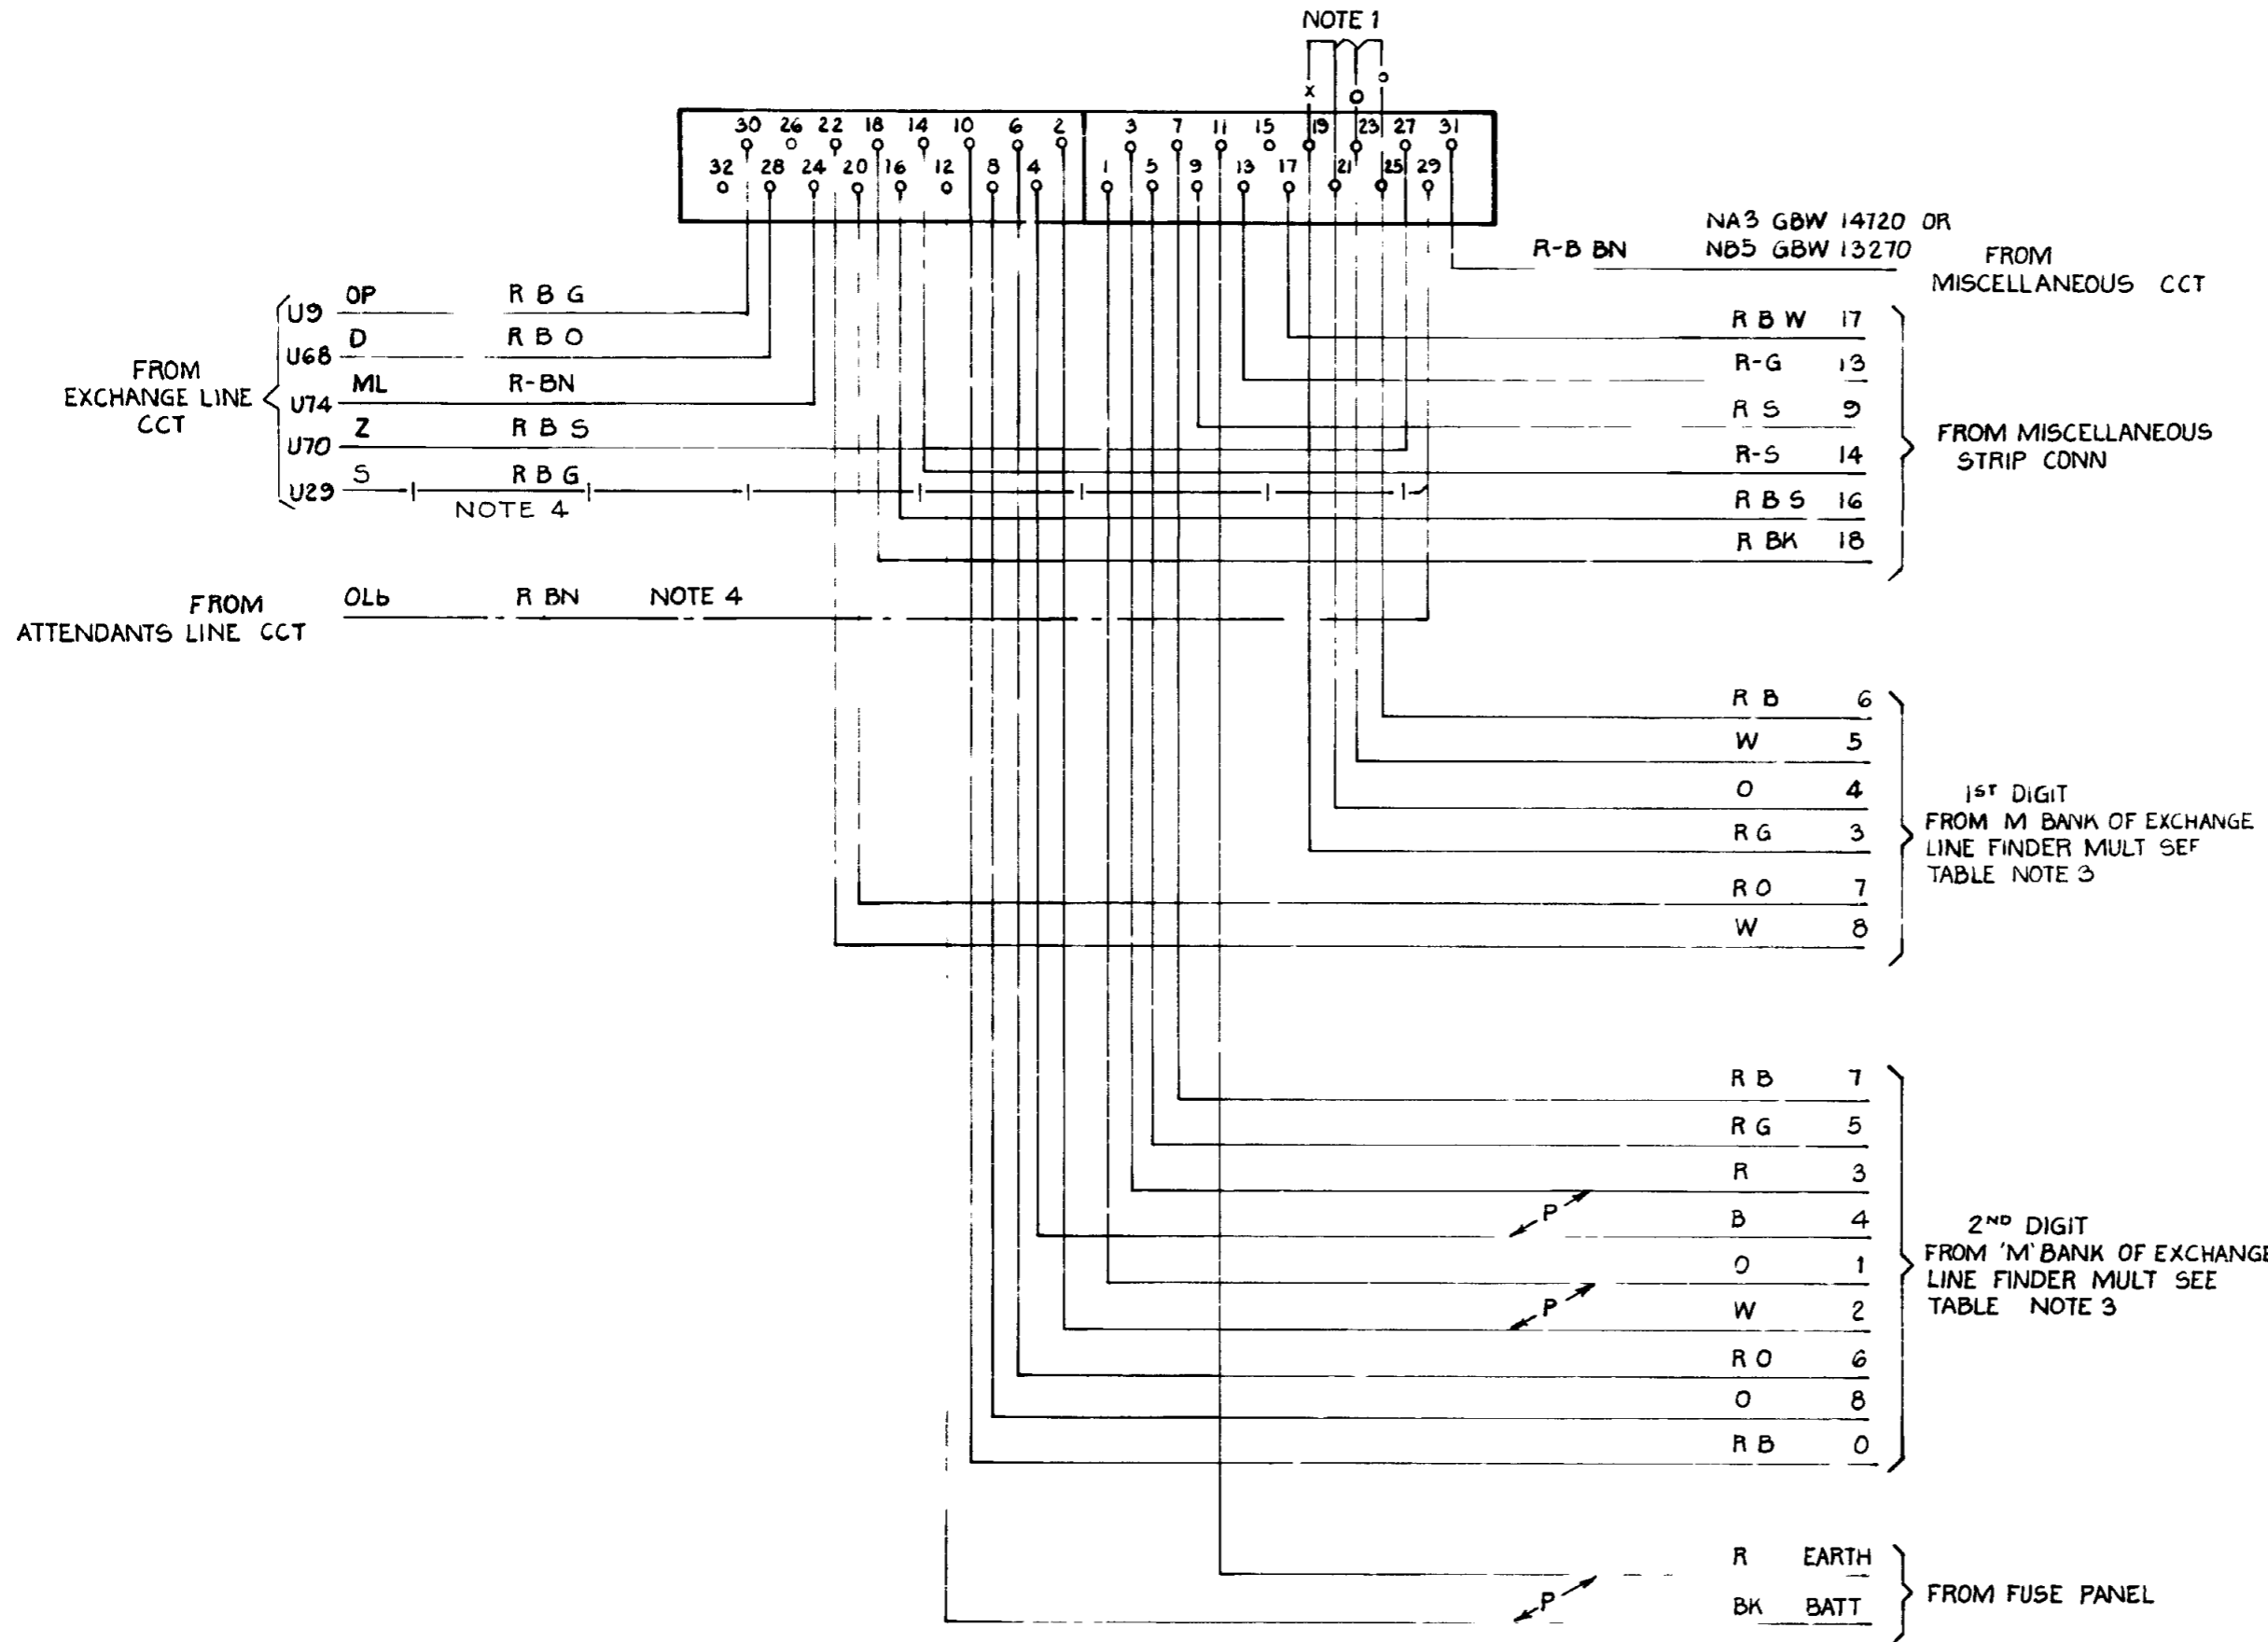 NOTE 1
x o o
30 26 22 18 14 10 6 2 3 7 11 15 19 23 27 31
32 28 24 20 16 12 8 4 1 5 9 13 17 21 25 29
NA3 GBW 14720 OR
R-B BN NB5 GBW 13270
FROM
MISCELLANEOUS CCT
FROM
EXCHANGE LINE
CCT
U9 OP R B G
U68 D R B O
U74 ML R-BN
U70 Z R B S
U29 S R B G
NOTE 4
R B W 17
R-G 13
R S 9
R-S 14
R B S 16
R BK 18
FROM MISCELLANEOUS
STRIP CONN
FROM
ATTENDANTS LINE CCT
OLb R BN NOTE 4
R B 6
W 5
O 4
R G 3
R O 7
W 8
1ST DIGIT
FROM M BANK OF EXCHANGE
LINE FINDER MULT SEF
TABLE NOTE 3
R B 7
R G 5
R 3
P
B 4
O 1
P
W 2
R O 6
O 8
R B 0
2ND DIGIT
FROM 'M' BANK OF EXCHANGE
LINE FINDER MULT SEE
TABLE NOTE 3
R EARTH
P
BK BATT
FROM FUSE PANEL